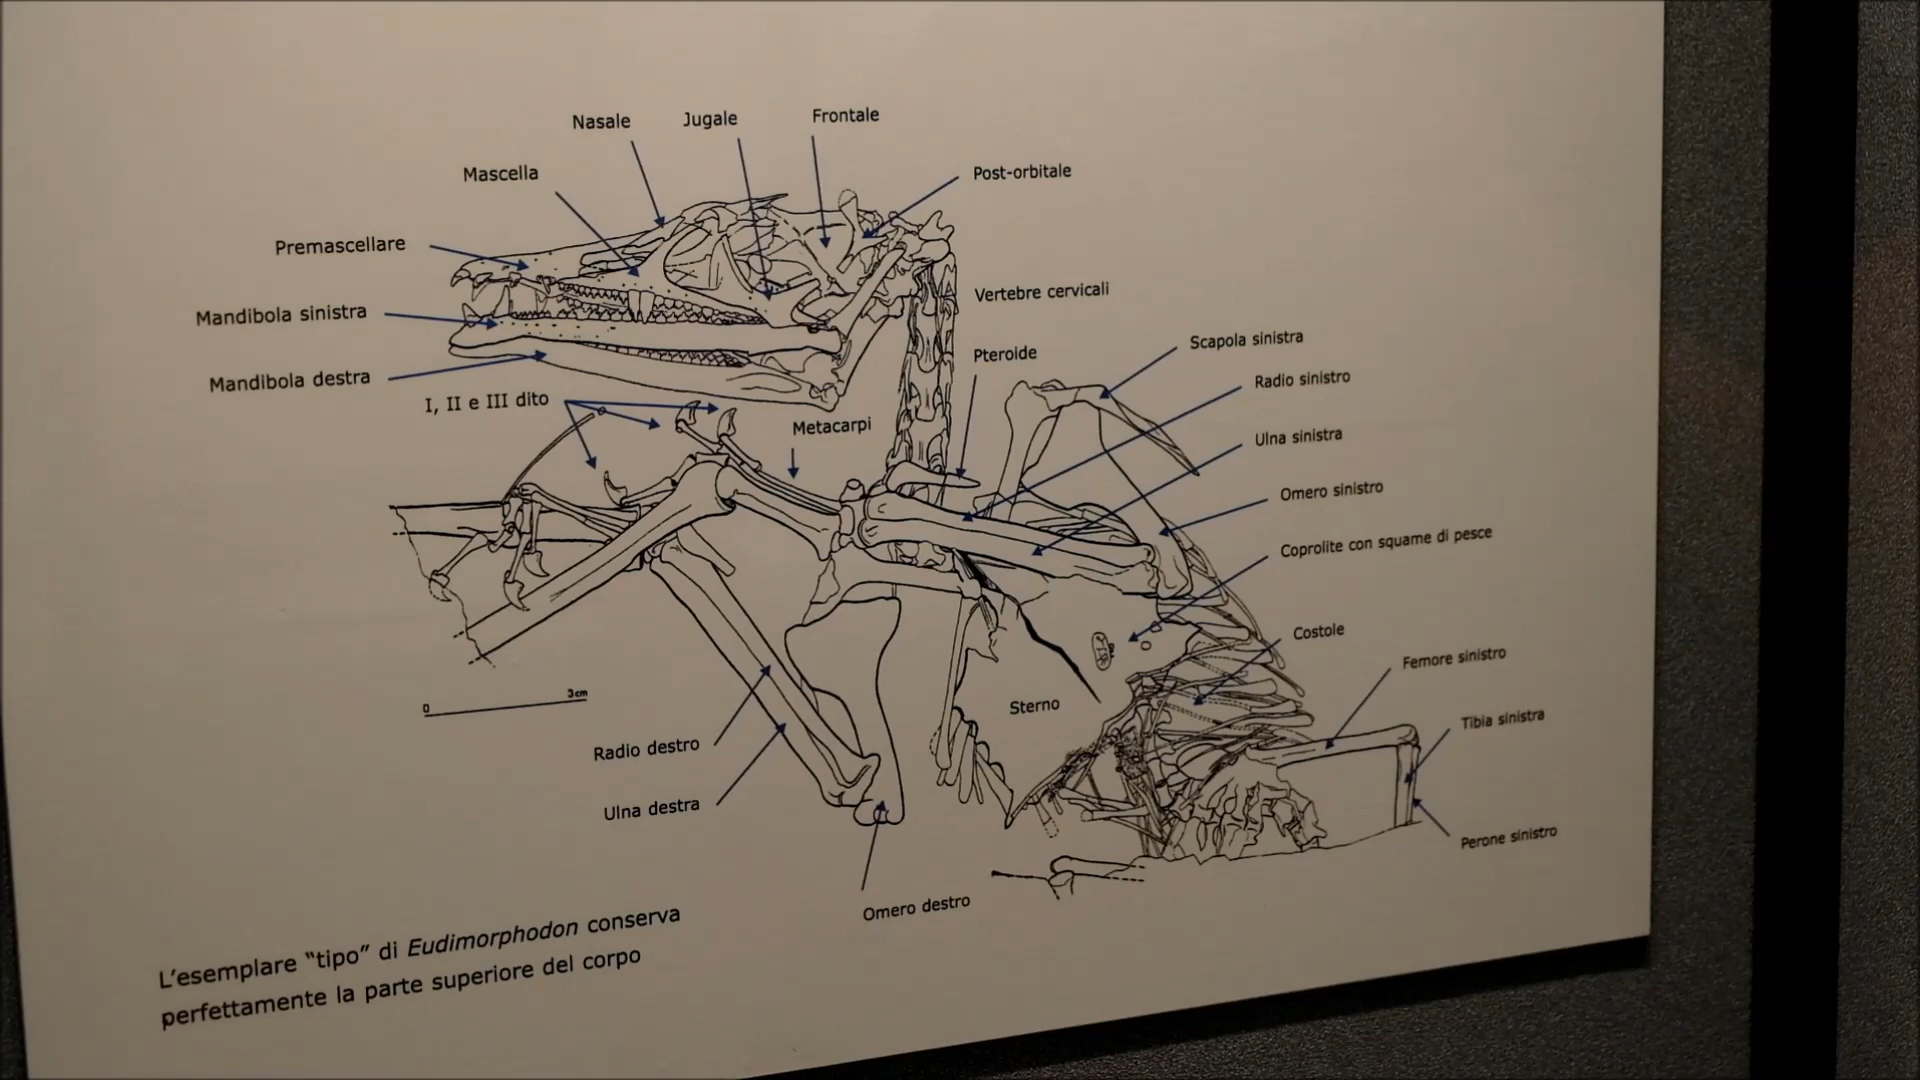 Nasale
Jugale
Frontale
Mascella
Post-orbitale
Premascellare
Vertebre cervicali
Mandibola sinistra
Scapola sinistra
Pteroide
Mandibola destra
Radio sinistro
I, II e III dito
Metacarpi
Ulna sinistra
Omero sinistro
Coprolite con squame di pesce
Costole
Femore sinistro
0 3cm
Sterno
Tibia sinistra
Radio destro
Ulna destra
Perone sinistro
Omero destro
L'esemplare "tipo" di Eudimorphodon conserva
perfettamente la parte superiore del corpo